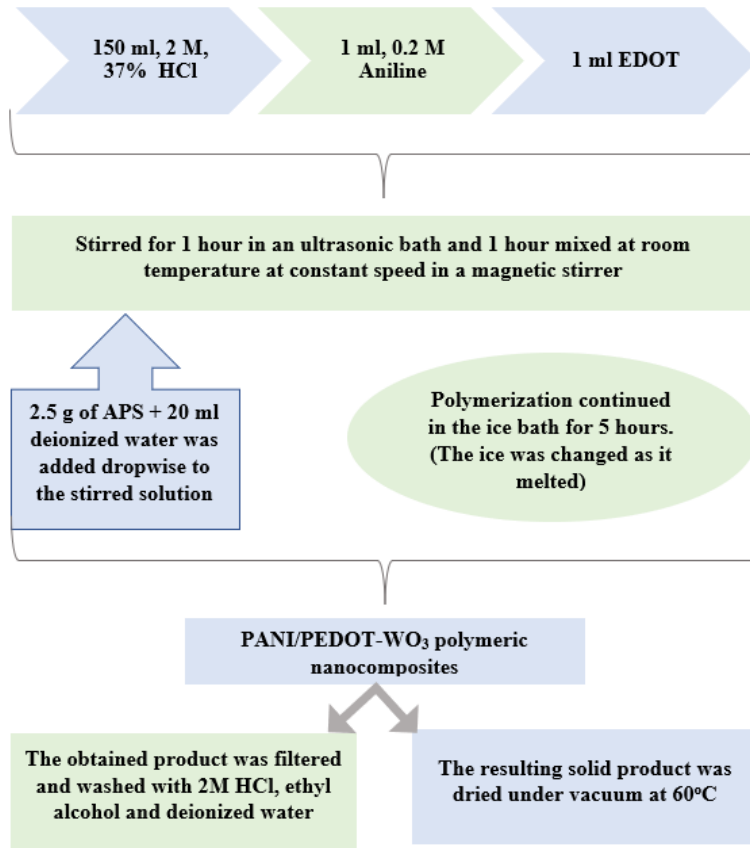 150 ml, 2 M,
37% HCl
1 ml, 0.2 M
Aniline
1 ml EDOT
Stirred for 1 hour in an ultrasonic bath and 1 hour mixed at room
temperature at constant speed in a magnetic stirrer
2.5 g of APS + 20 ml
deionized water was
added dropwise to
the stirred solution
Polymerization continued
in the ice bath for 5 hours.
(The ice was changed as it
melted)
PANI/PEDOT-WO₃ polymeric
nanocomposites
The obtained product was filtered
and washed with 2M HCl, ethyl
alcohol and deionized water
The resulting solid product was
dried under vacuum at 60°C